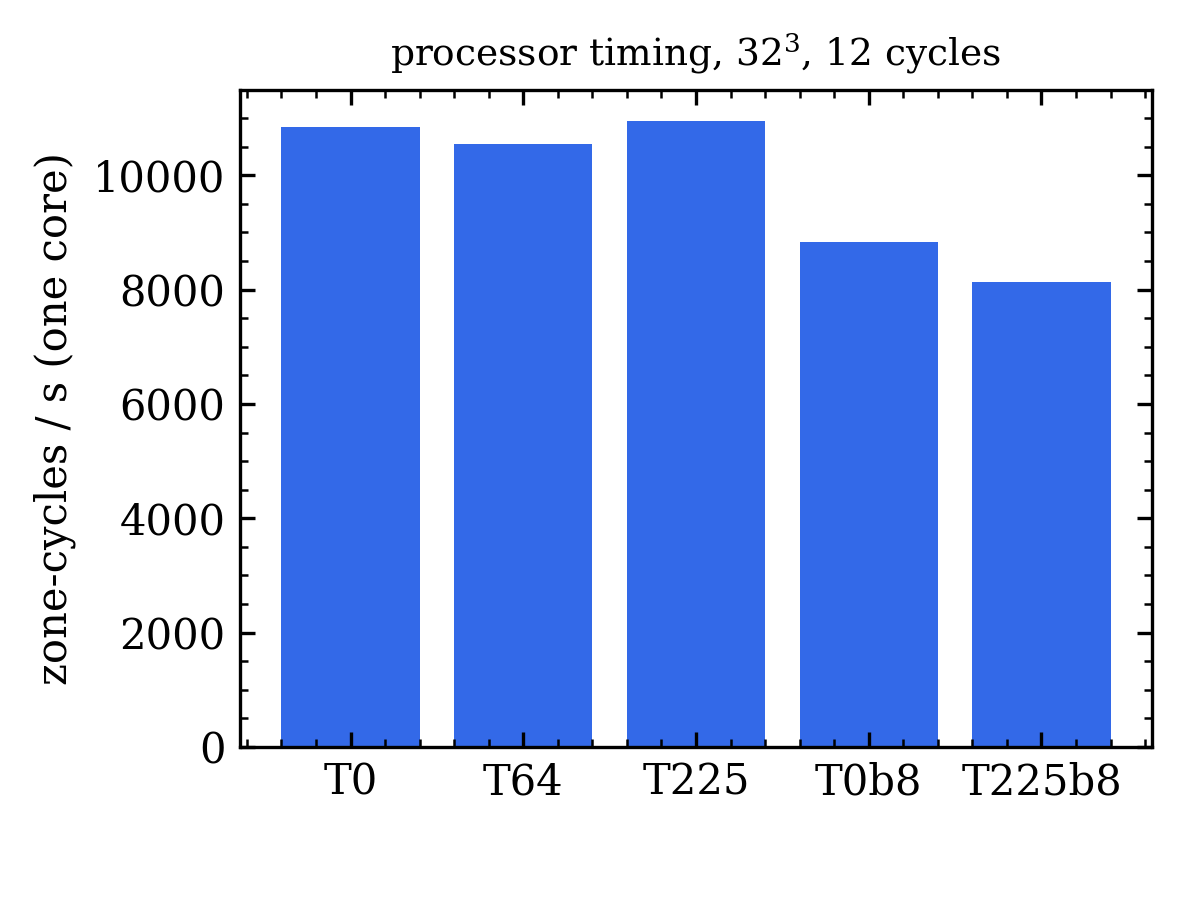 processor timing, 32³, 12 cycles
zone-cycles / s (one core)
10000
8000
6000
4000
2000
0
T0 T64 T225 T0b8 T225b8